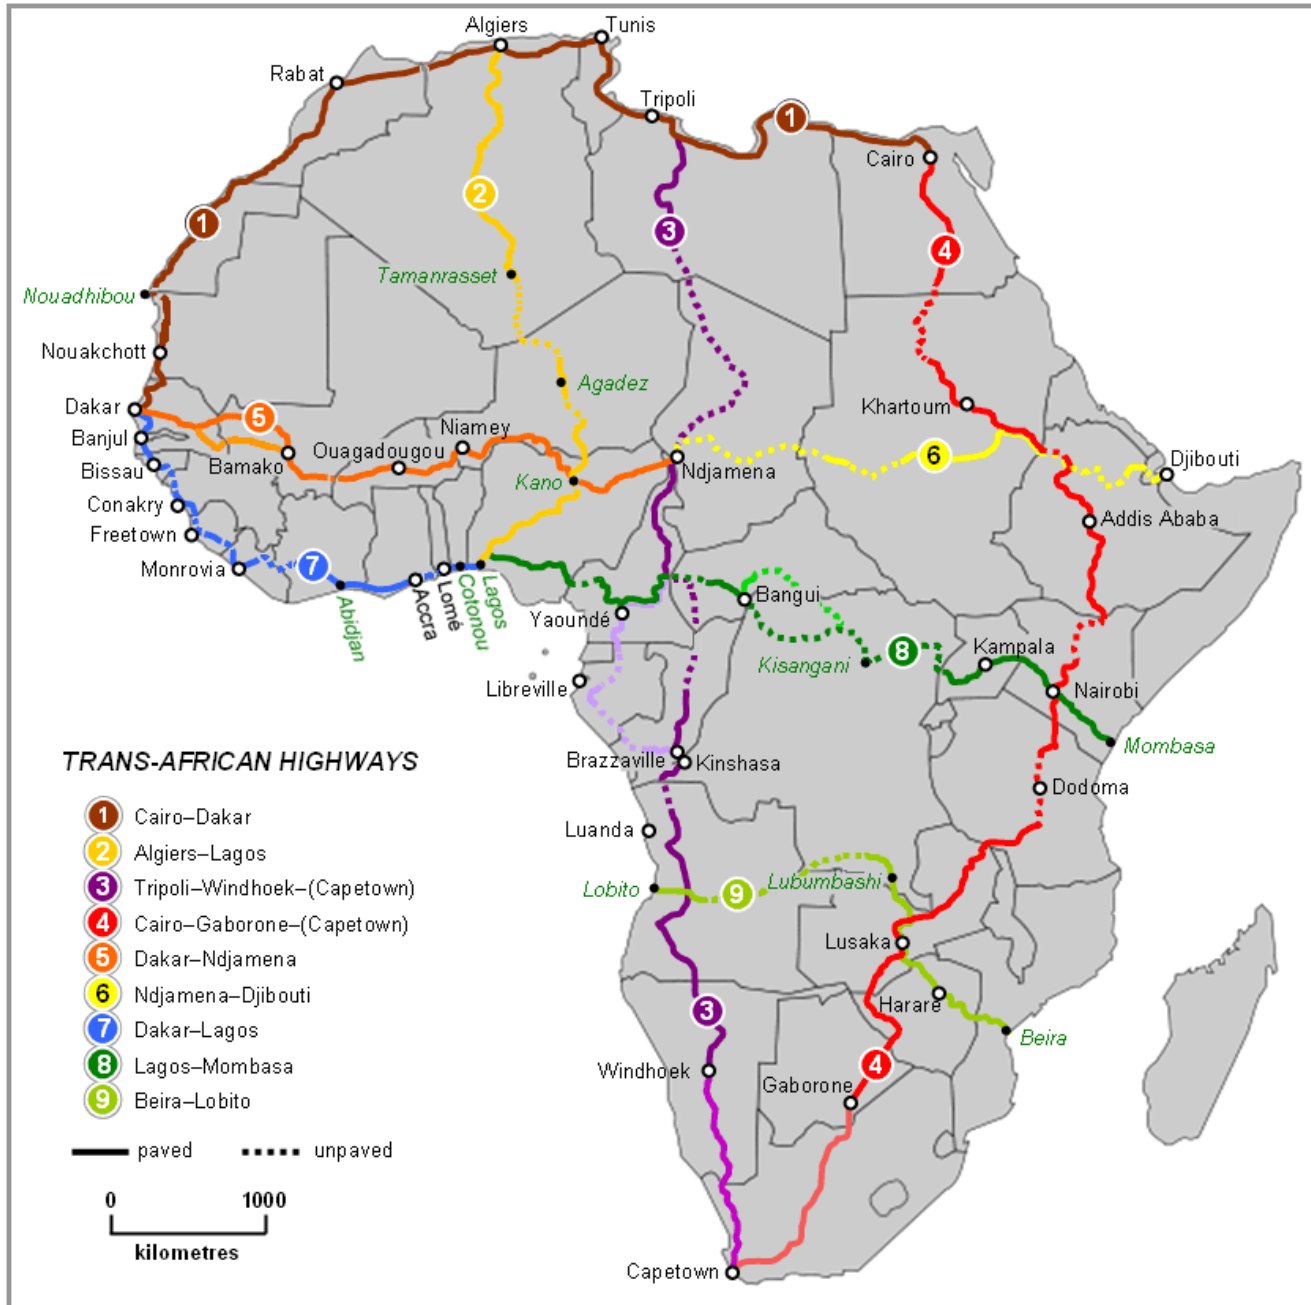 Algiers
Tunis
Rabat
Tripoli
1
Cairo
2
1
3
4
Tamanrasset
Nouadhibou
Nouakchott
Agadez
Dakar
5
Khartoum
Banjul
Niamey
Ouagadougou
Bamako
6
Djibouti
Bissau
Kano
Ndjamena
Conakry
Addis Ababa
Freetown
Monrovia
7
Abidjan
Accra
Lomé
Cotonou
Lagos
Bangui
Yaoundé
Kisangani
8
Kampala
Libreville
Nairobi
Mombasa
Brazzaville
Kinshasa
Dodoma
Luanda
Lobito
9
Lubumbashi
Lusaka
Harare
3
Beira
Windhoek
4
Gaborone
Capetown
TRANS-AFRICAN HIGHWAYS
1 Cairo–Dakar
2 Algiers–Lagos
3 Tripoli–Windhoek–(Capetown)
4 Cairo–Gaborone–(Capetown)
5 Dakar–Ndjamena
6 Ndjamena–Djibouti
7 Dakar–Lagos
8 Lagos–Mombasa
9 Beira–Lobito
paved unpaved
0 1000
kilometres